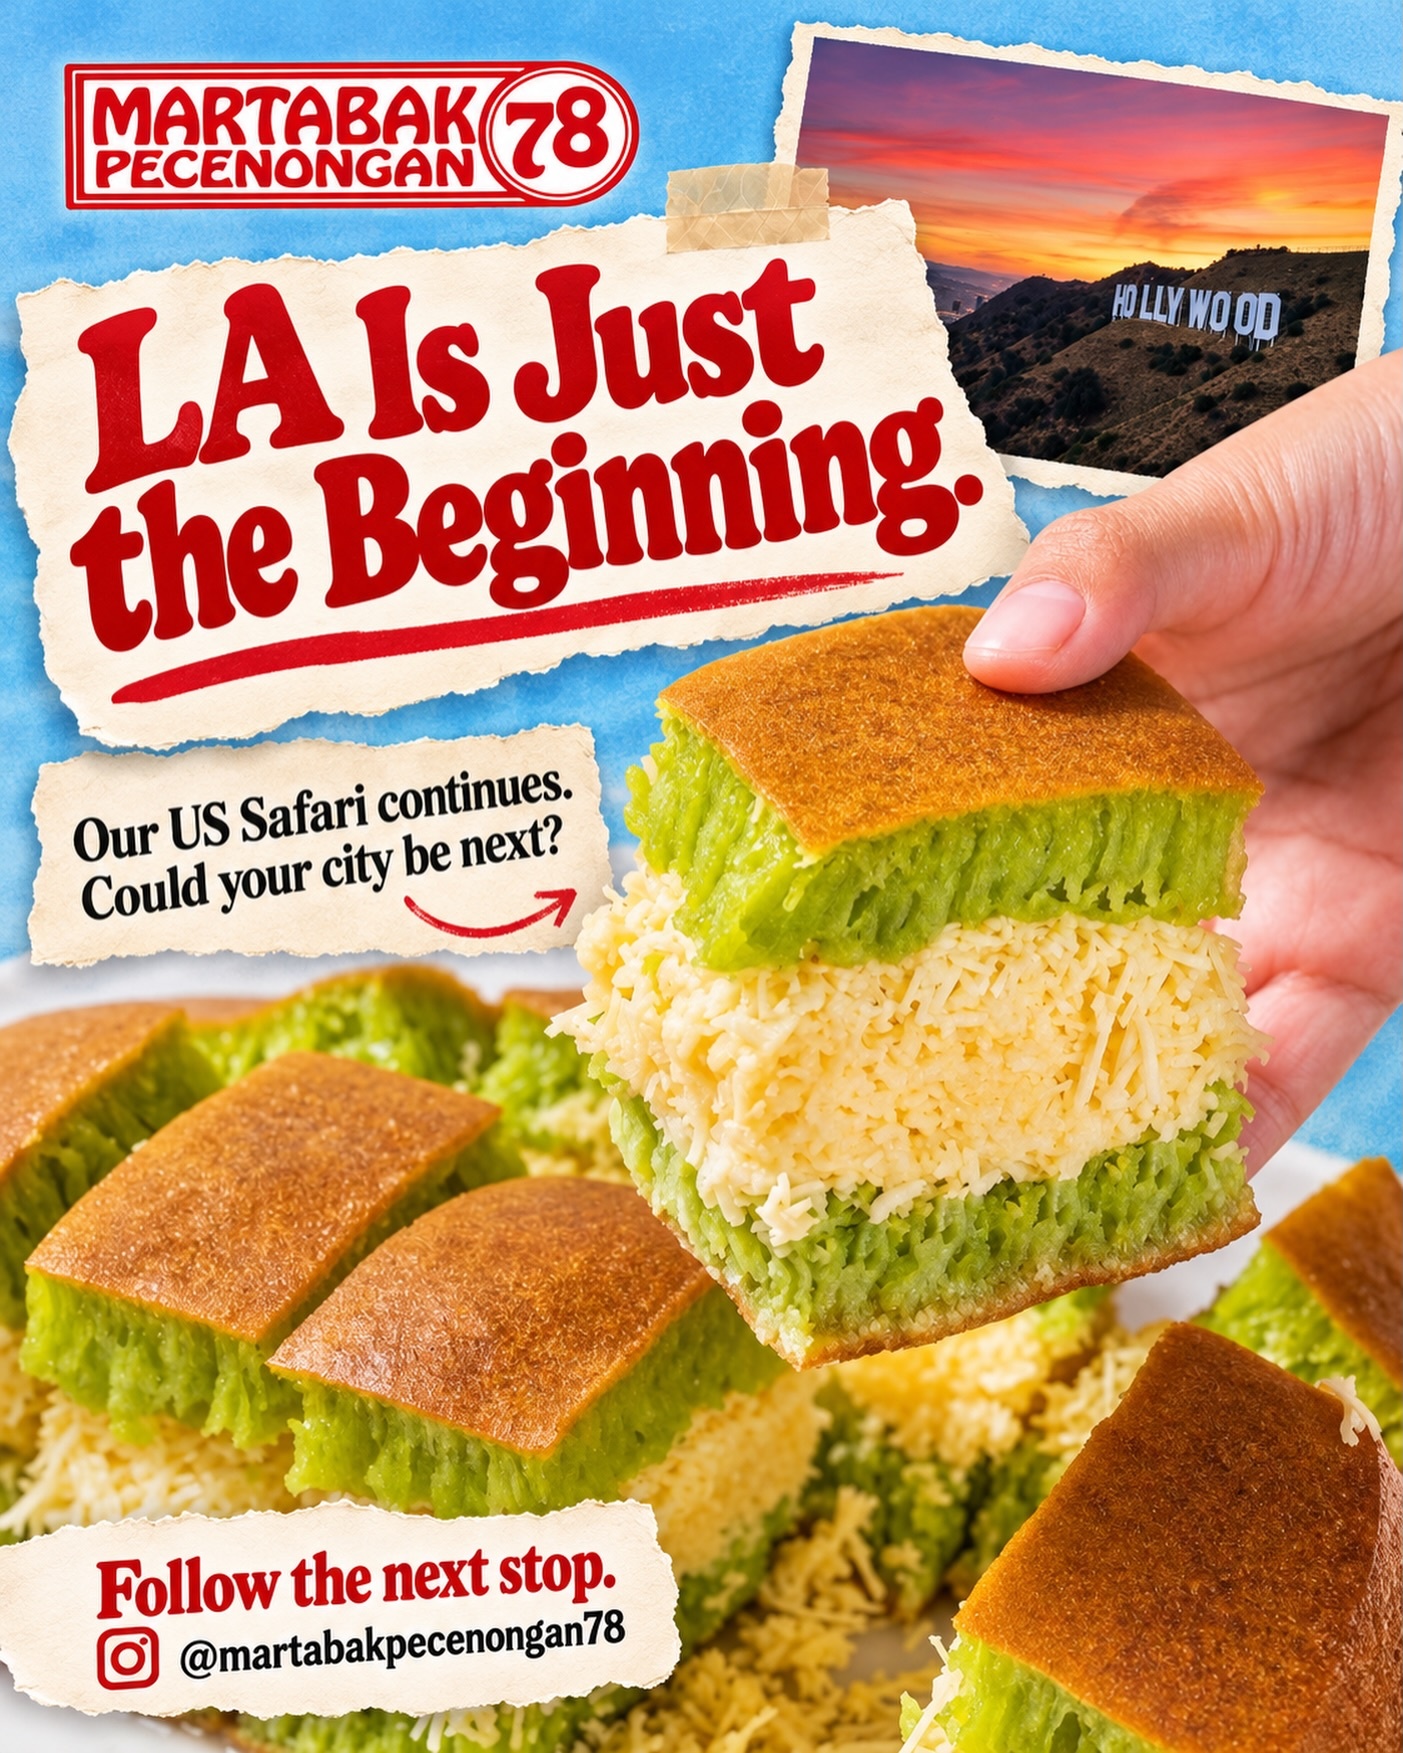 MARTABAK
PECENONGAN
78
LA Is Just
the Beginning.
HOLLYWOOD
Our US Safari continues.
Could your city be next?
Follow the next stop.
@martabakpecenongan78